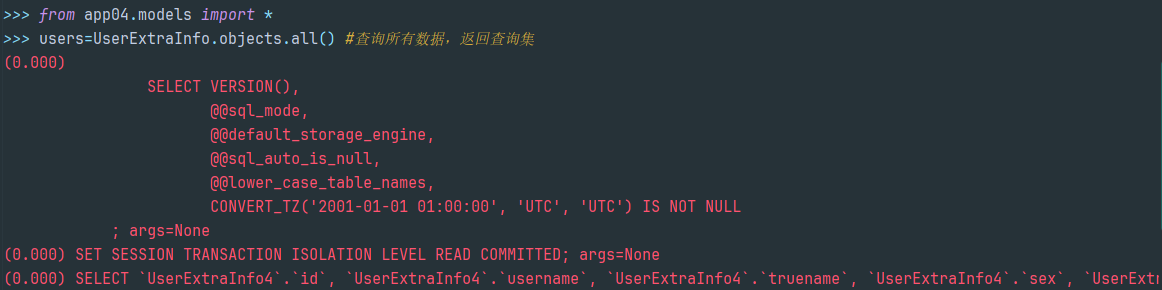 >>> from app04.models import *
>>> users=UserExtraInfo.objects.all() #查询所有数据，返回查询集
(0.000)
SELECT VERSION(),
@@sql_mode,
@@default_storage_engine,
@@sql_auto_is_null,
@@lower_case_table_names,
CONVERT_TZ('2001-01-01 01:00:00', 'UTC', 'UTC') IS NOT NULL
; args=None
(0.000) SET SESSION TRANSACTION ISOLATION LEVEL READ COMMITTED; args=None
(0.000) SELECT `UserExtraInfo4`.`id`, `UserExtraInfo4`.`username`, `UserExtraInfo4`.`truename`, `UserExtraInfo4`.`sex`, `UserExt